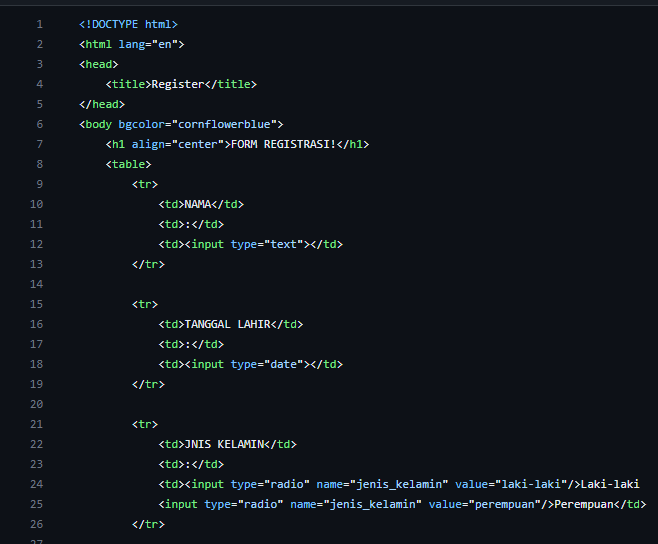 1 <!DOCTYPE html>
2 <html lang="en">
3 <head>
4 <title>Register</title>
5 </head>
6 <body bgcolor="cornflowerblue">
7 <h1 align="center">FORM REGISTRASI!</h1>
8 <table>
9 <tr>
10 <td>NAMA</td>
11 <td>:</td>
12 <td><input type="text"></td>
13 </tr>
14
15 <tr>
16 <td>TANGGAL LAHIR</td>
17 <td>:</td>
18 <td><input type="date"></td>
19 </tr>
20
21 <tr>
22 <td>JNIS KELAMIN</td>
23 <td>:</td>
24 <td><input type="radio" name="jenis_kelamin" value="laki-laki"/>Laki-laki
25 <input type="radio" name="jenis_kelamin" value="perempuan"/>Perempuan</td>
26 </tr>
27